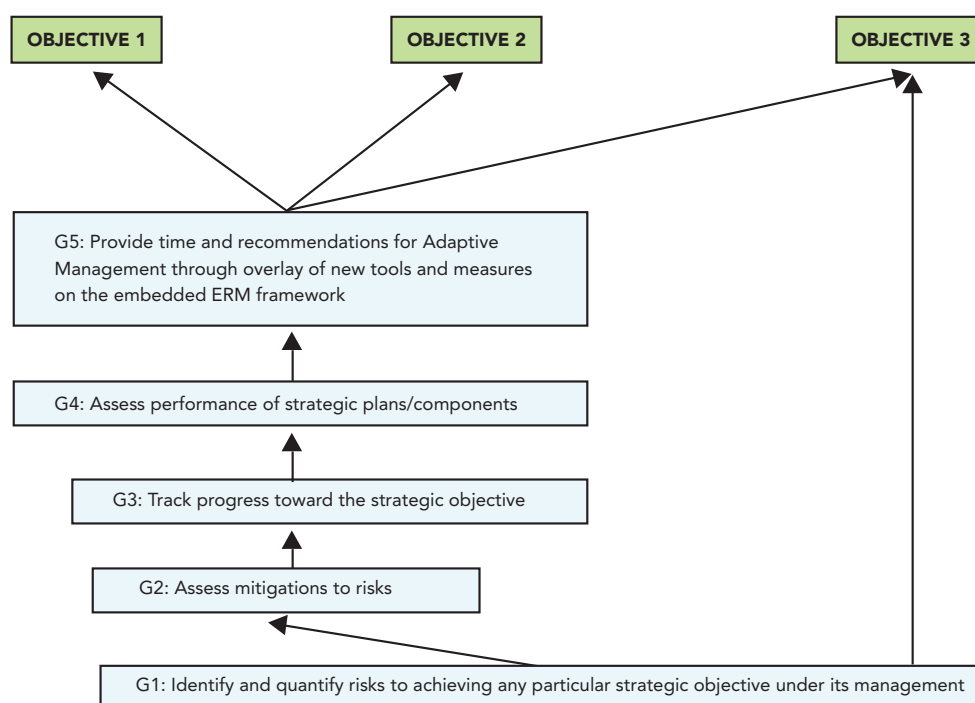 OBJECTIVE 1
OBJECTIVE 2
OBJECTIVE 3
G5: Provide time and recommendations for Adaptive
Management through overlay of new tools and measures
on the embedded ERM framework
G4: Assess performance of strategic plans/components
G3: Track progress toward the strategic objective
G2: Assess mitigations to risks
G1: Identify and quantify risks to achieving any particular strategic objective under its management